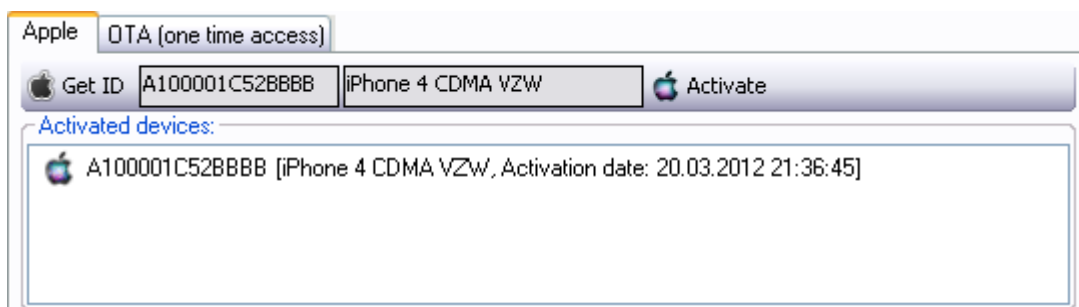 Apple OTA (one time access)
Get ID A100001C52BBBB iPhone 4 CDMA VZW Activate
Activated devices:
A100001C52BBBB [iPhone 4 CDMA VZW, Activation date: 20.03.2012 21:36:45]